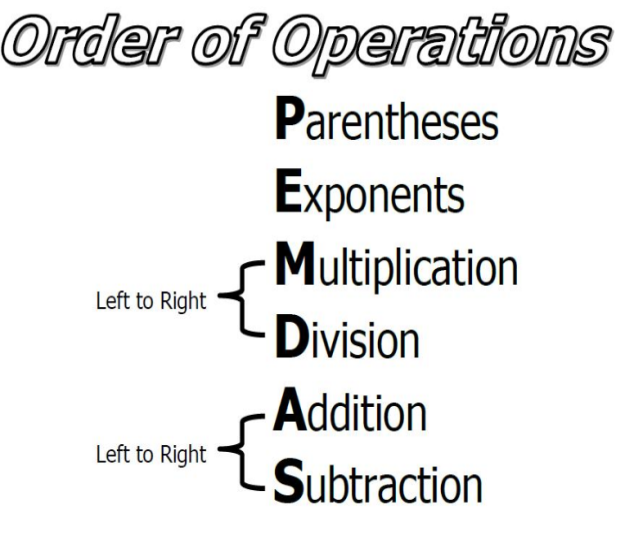 Order of Operations
Parentheses
Exponents
Multiplication
Left to Right
Division
Addition
Left to Right
Subtraction